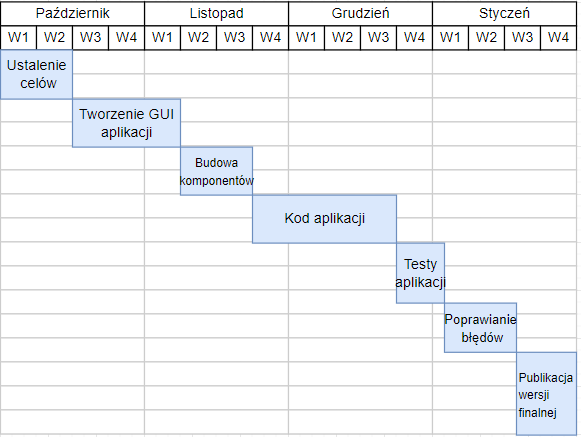 Październik Listopad Grudzień Styczeń
W1 W2 W3 W4 W1 W2 W3 W4 W1 W2 W3 W4 W1 W2 W3 W4
Ustalenie
celów
Tworzenie GUI
aplikacji
Budowa
komponentów
Kod aplikacji
Testy
aplikacji
Poprawianie
błędów
Publikacja
wersji
finalnej